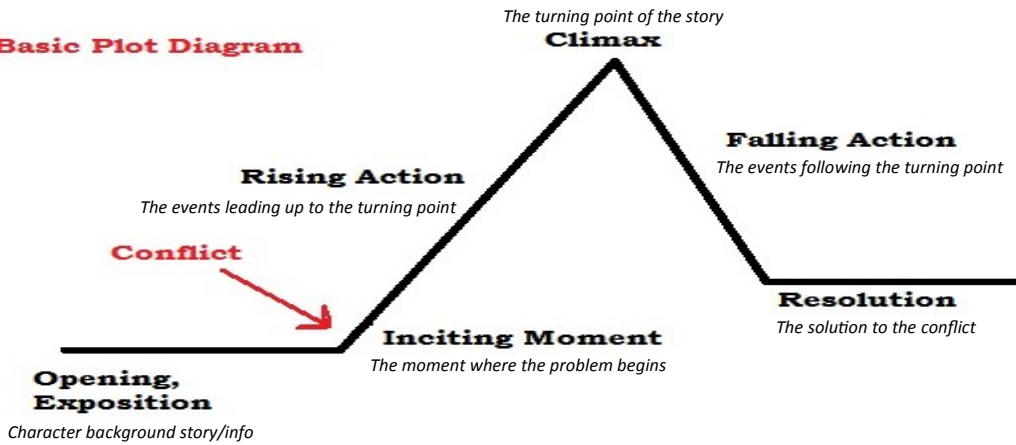 The turning point of the story
Climax
Basic Plot Diagram
Falling Action
The events following the turning point
Rising Action
The events leading up to the turning point
Conflict
Resolution
The solution to the conflict
Inciting Moment
The moment where the problem begins
Opening,
Exposition
Character background story/info